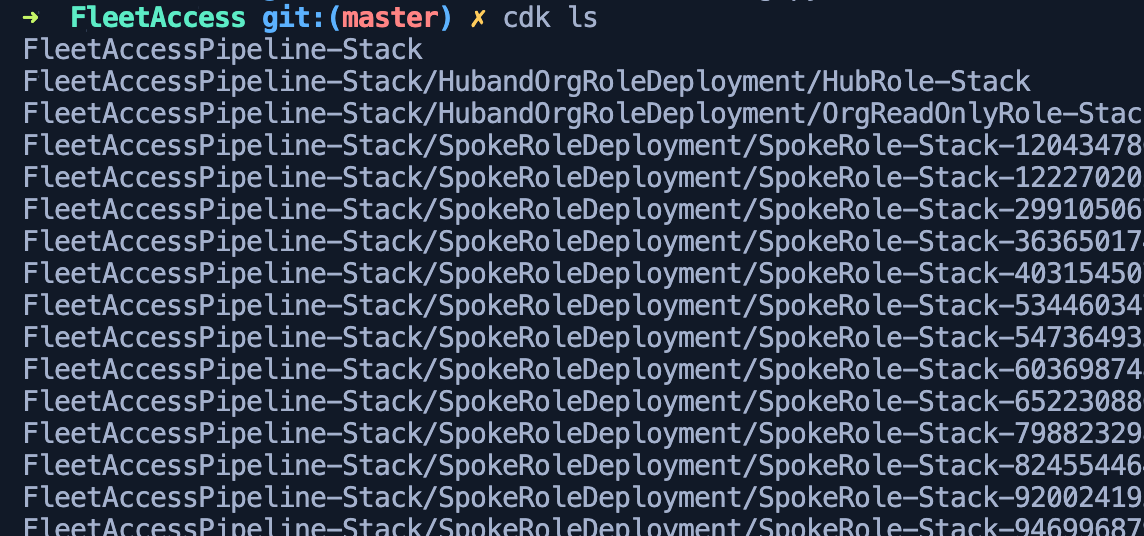 ➜ FleetAccess git:(master) ✗ cdk ls
FleetAccessPipeline-Stack
FleetAccessPipeline-Stack/HubandOrgRoleDeployment/HubRole-Stack
FleetAccessPipeline-Stack/HubandOrgRoleDeployment/OrgReadOnlyRole-Stac
FleetAccessPipeline-Stack/SpokeRoleDeployment/SpokeRole-Stack-12043478
FleetAccessPipeline-Stack/SpokeRoleDeployment/SpokeRole-Stack-12227020
FleetAccessPipeline-Stack/SpokeRoleDeployment/SpokeRole-Stack-29910506
FleetAccessPipeline-Stack/SpokeRoleDeployment/SpokeRole-Stack-36365017
FleetAccessPipeline-Stack/SpokeRoleDeployment/SpokeRole-Stack-40315450
FleetAccessPipeline-Stack/SpokeRoleDeployment/SpokeRole-Stack-53446034
FleetAccessPipeline-Stack/SpokeRoleDeployment/SpokeRole-Stack-54736493
FleetAccessPipeline-Stack/SpokeRoleDeployment/SpokeRole-Stack-60369874
FleetAccessPipeline-Stack/SpokeRoleDeployment/SpokeRole-Stack-65223088
FleetAccessPipeline-Stack/SpokeRoleDeployment/SpokeRole-Stack-79882329
FleetAccessPipeline-Stack/SpokeRoleDeployment/SpokeRole-Stack-82455446
FleetAccessPipeline-Stack/SpokeRoleDeployment/SpokeRole-Stack-92002419
FleetAccessPipeline-Stack/SpokeRoleDeployment/SpokeRole-Stack-94699687